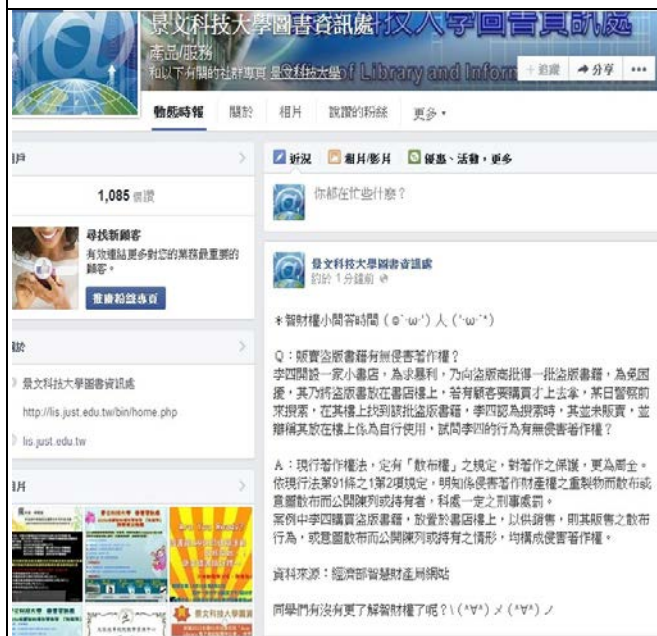 景文科技大學圖書資訊處
產品/服務
和以下有關的社群專頁 景文科技大學
of Library and Inform
+ 追蹤
分享
動態時報
關於
相片
說讚的粉絲
更多
1,085 個讚
尋找新顧客
有效連結更多對您的業務最重要的
顧客。
推廣粉絲專頁
景文科技大學圖書資訊處
http://lis.just.edu.tw/bin/home.php
lis.just.edu.tw
近況
相片/影片
優惠、活動，更多
你都在忙些什麼？
景文科技大學圖書資訊處
約於 1 分鐘前
＊智財權小問答時間 (๑˙ω˙) 人 (˙ω˙*)
Q：販賣盜版書籍有無侵害著作權？
李四開設一家小書店，為求暴利，乃向盜版商批得一批盜版書籍，為免困
擾，其乃將盜版書放在書店樓上，若有顧客要購買才上去拿，某日警察前
來搜索，在其樓上找到該批盜版書籍，李四認為搜索時，其並未販賣，並
辯稱其放在樓上係為自行使用，試問李四的行為有無侵害著作權？
A：現行著作權法，定有「散布權」之規定，對著作之保護，更為周全。
依現行法第91條之1第2項規定，明知係侵害著作財產權之重製物而散布或
意圖散布而公開陳列或持有者，科處一定之刑事處罰。
案例中李四購買盜版書籍，放置於書店樓上，以供銷售，則其販售之散布
行為，或意圖散布而公開陳列或持有之情形，均構成侵害著作權。
資料來源：經濟部智慧財產局網站
同學們有沒有更了解智財權了呢？\ (^∀^) メ (^∀^) ノ